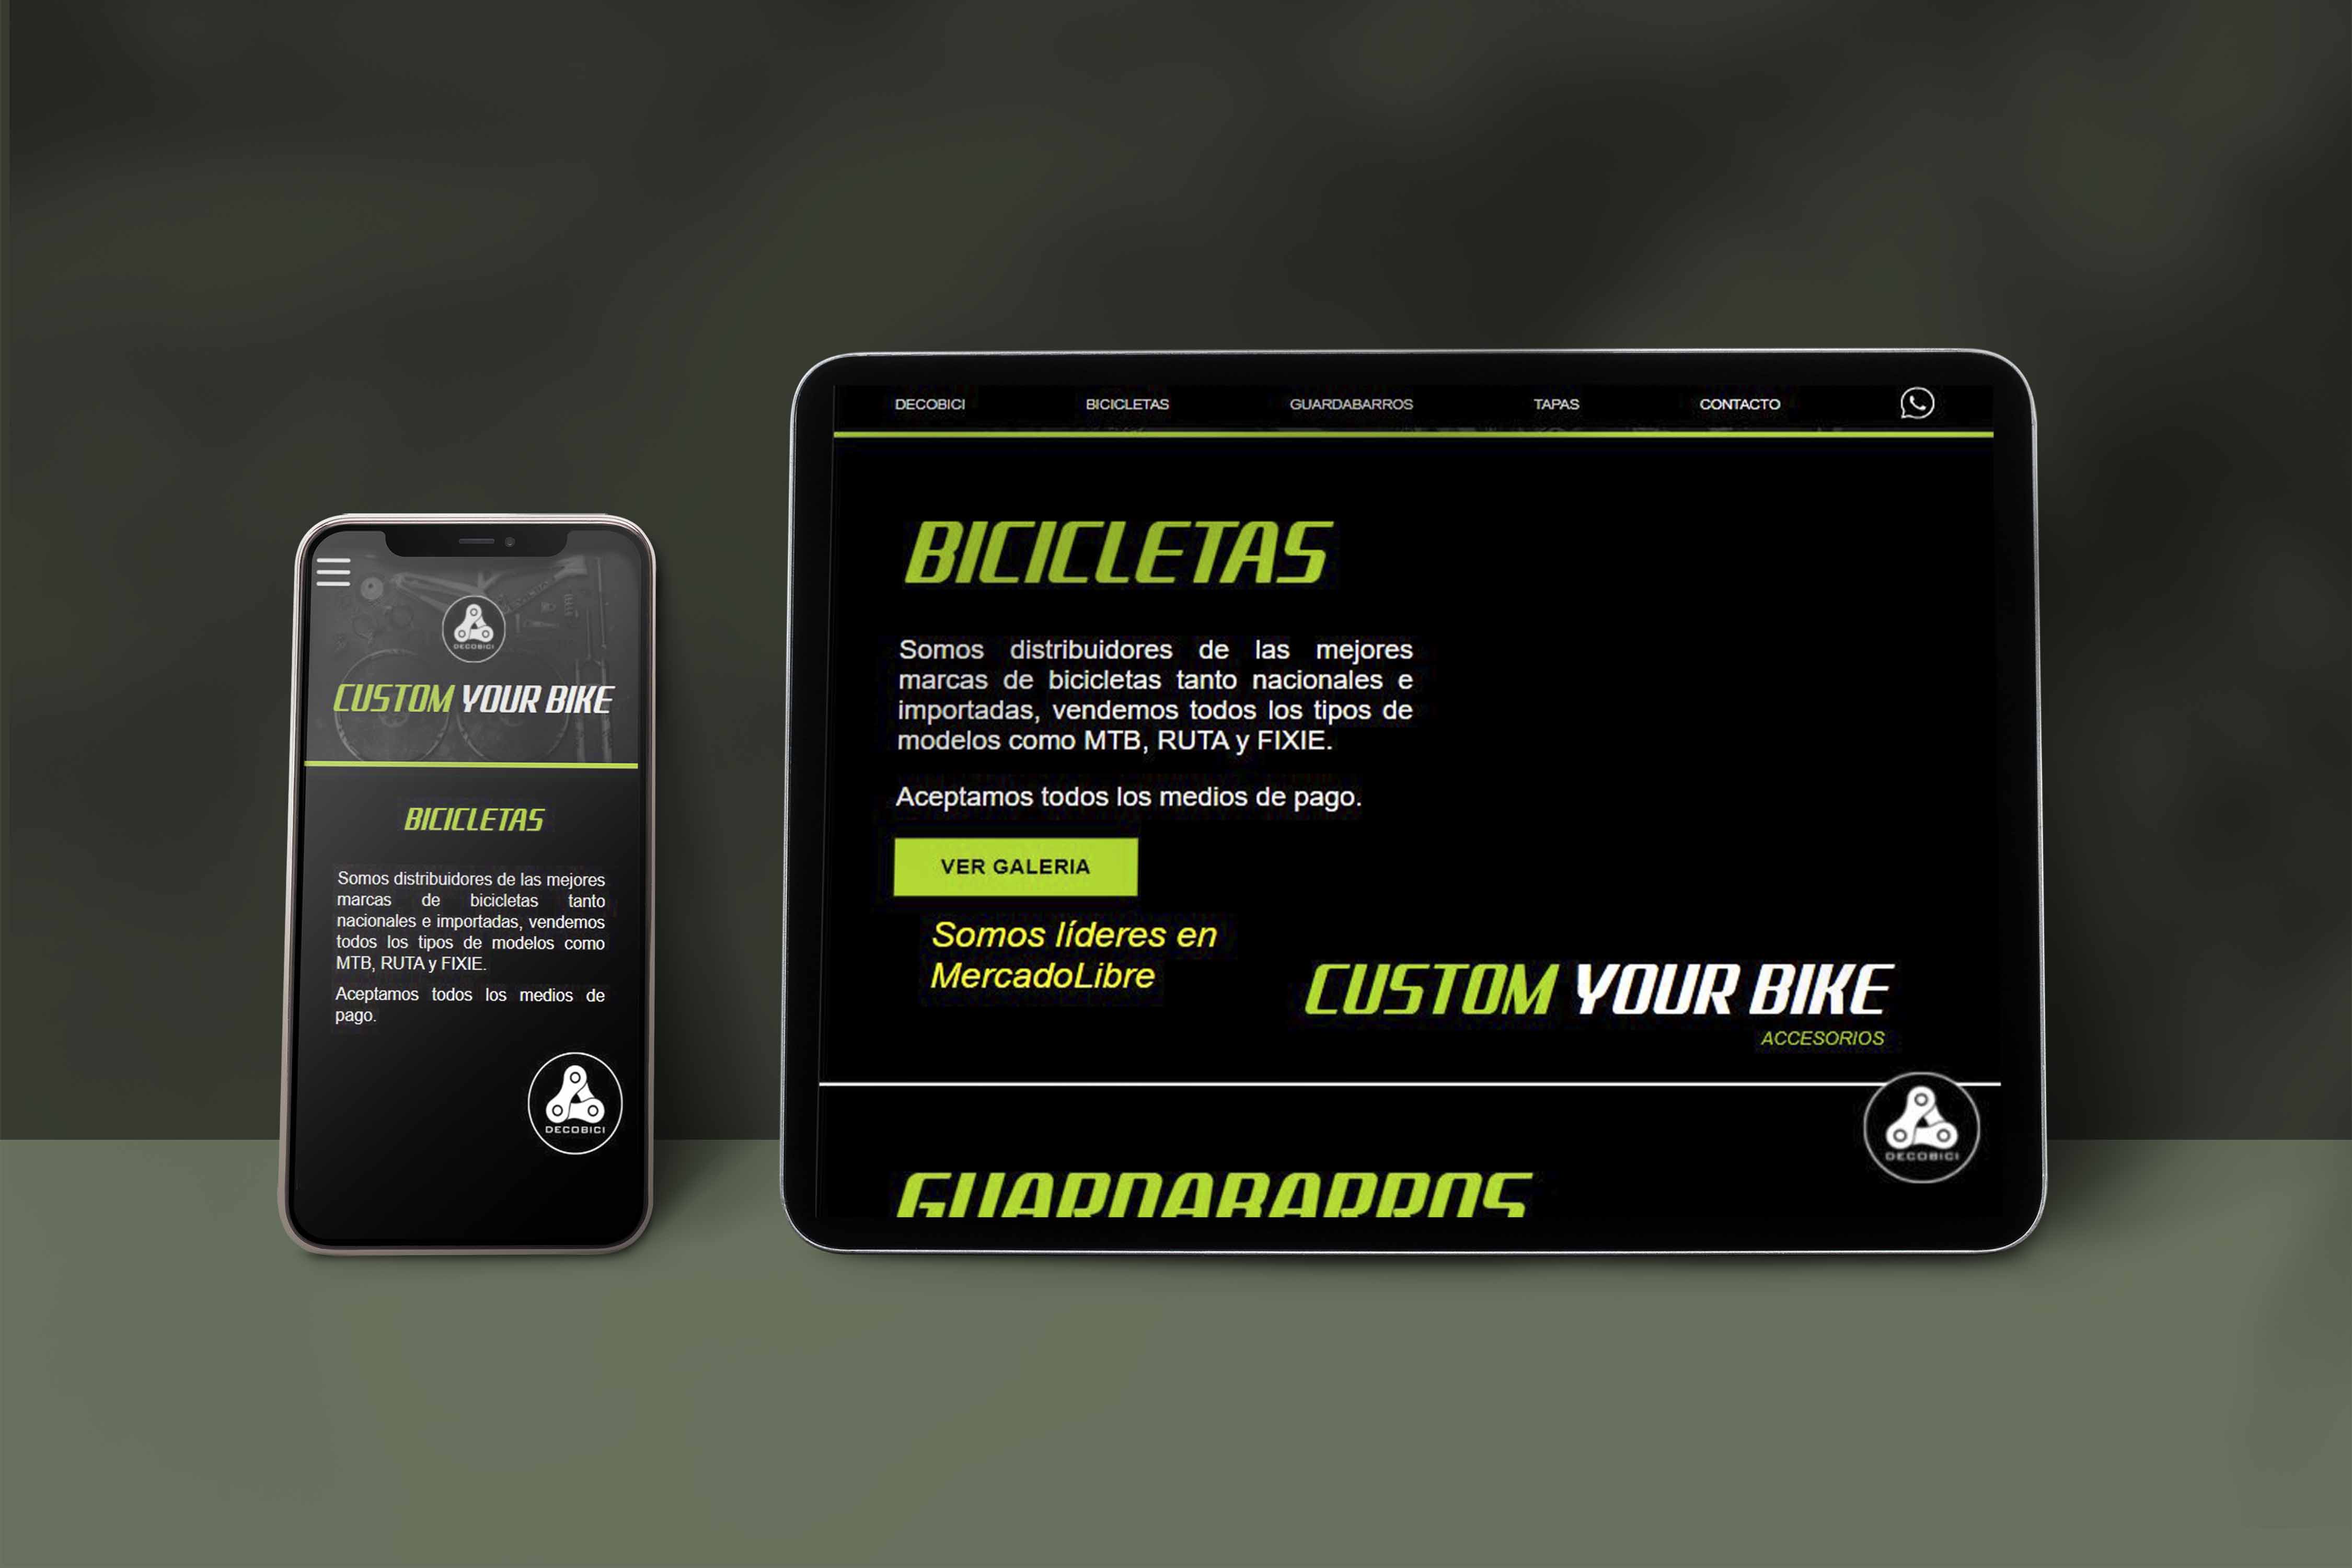 DECOBICI
CUSTOM YOUR BIKE
BICICLETAS
Somos distribuidores de las mejores
marcas de bicicletas tanto
nacionales e importadas, vendemos
todos los tipos de modelos como
MTB, RUTA y FIXIE.
Aceptamos todos los medios de
pago.
DECOBICI
DECOBICI BICICLETAS GUARDABARROS TAPAS CONTACTO
BICICLETAS
Somos distribuidores de las mejores
marcas de bicicletas tanto nacionales e
importadas, vendemos todos los tipos de
modelos como MTB, RUTA y FIXIE.
Aceptamos todos los medios de pago.
VER GALERIA
Somos líderes en
MercadoLibre
CUSTOM YOUR BIKE
ACCESORIOS
DECOBICI
GUARDABARROS